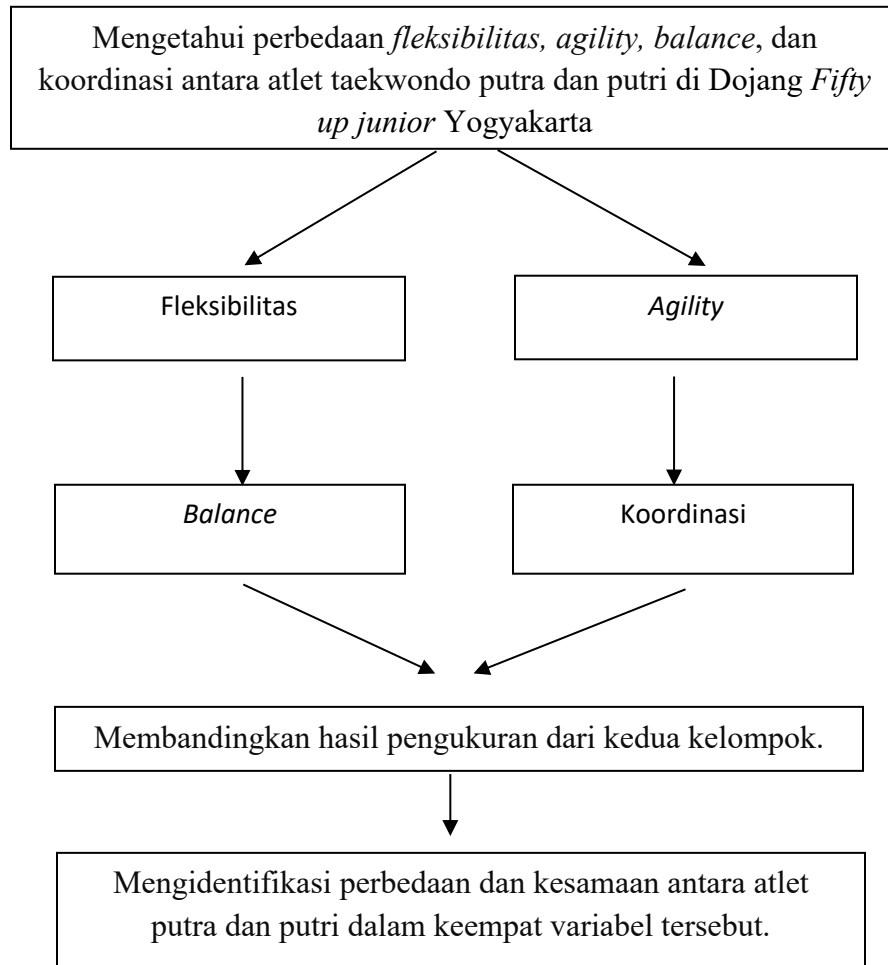 Mengetahui perbedaan fleksibilitas, agility, balance, dan
koordinasi antara atlet taekwondo putra dan putri di Dojang Fifty
up junior Yogyakarta
Fleksibilitas
Agility
Balance
Koordinasi
Membandingkan hasil pengukuran dari kedua kelompok.
Mengidentifikasi perbedaan dan kesamaan antara atlet
putra dan putri dalam keempat variabel tersebut.